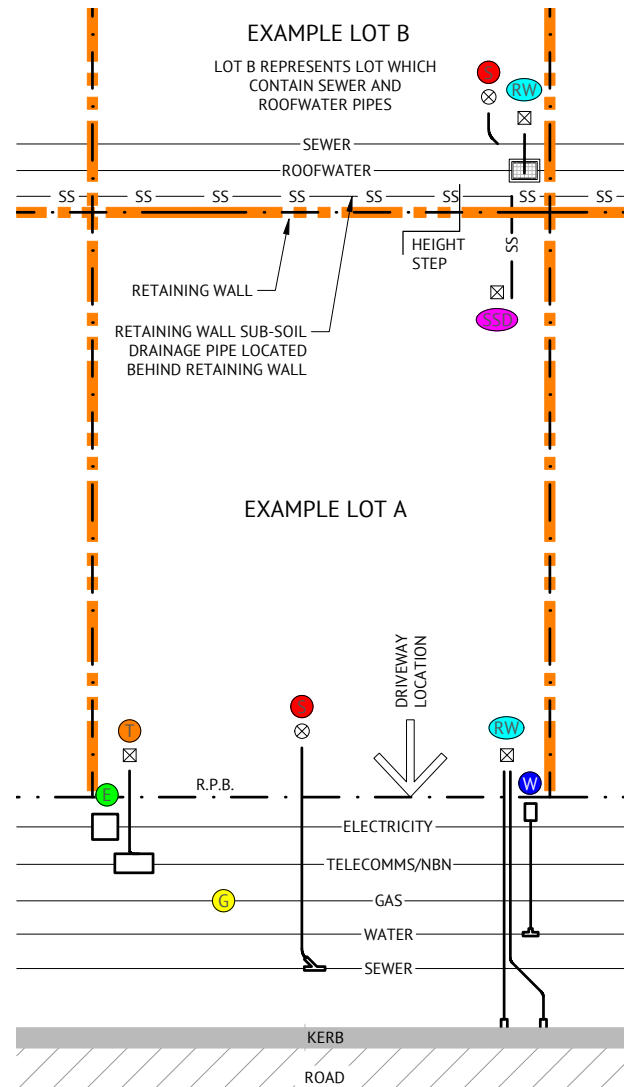 EXAMPLE LOT B
LOT B REPRESENTS LOT WHICH
CONTAIN SEWER AND
ROOFWATER PIPES
S
RW
SEWER
ROOFWATER
SS SS SS SS SS SS SS SS
HEIGHT
STEP
SS
RETAINING WALL
SSD
RETAINING WALL SUB-SOIL
DRAINAGE PIPE LOCATED
BEHIND RETAINING WALL
EXAMPLE LOT A
DRIVEWAY
LOCATION
S
T
RW
E
R.P.B.
W
ELECTRICITY
TELECOMMS/NBN
G
GAS
WATER
SEWER
KERB
ROAD